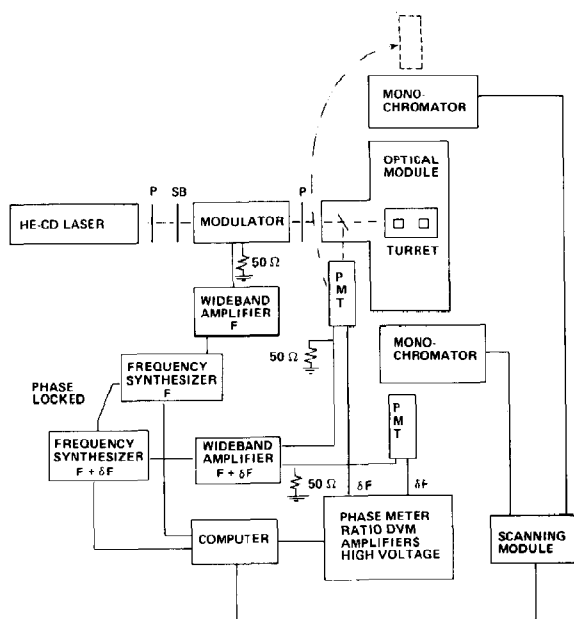 MONO-
CHROMATOR
OPTICAL
MODULE
P
SB
P
HE-CD LASER
MODULATOR
TURRET
50 Ω
P
M
T
WIDEBAND
AMPLIFIER
F
MONO-
CHROMATOR
50 Ω
FREQUENCY
SYNTHESIZER
F
PHASE
LOCKED
P
M
T
FREQUENCY
SYNTHESIZER
F + δF
WIDEBAND
AMPLIFIER
F + δF
50 Ω
δF
δF
COMPUTER
PHASE METER
RATIO DVM
AMPLIFIERS
HIGH VOLTAGE
SCANNING
MODULE